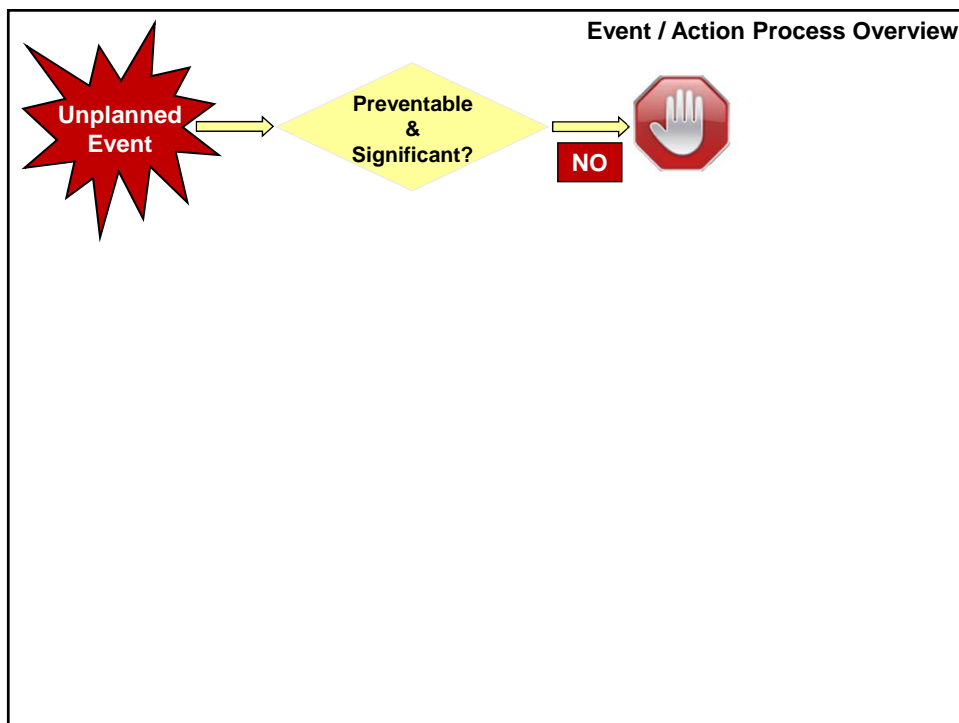 Event / Action Process Overview
Unplanned
Event
Preventable
&
Significant?
NO